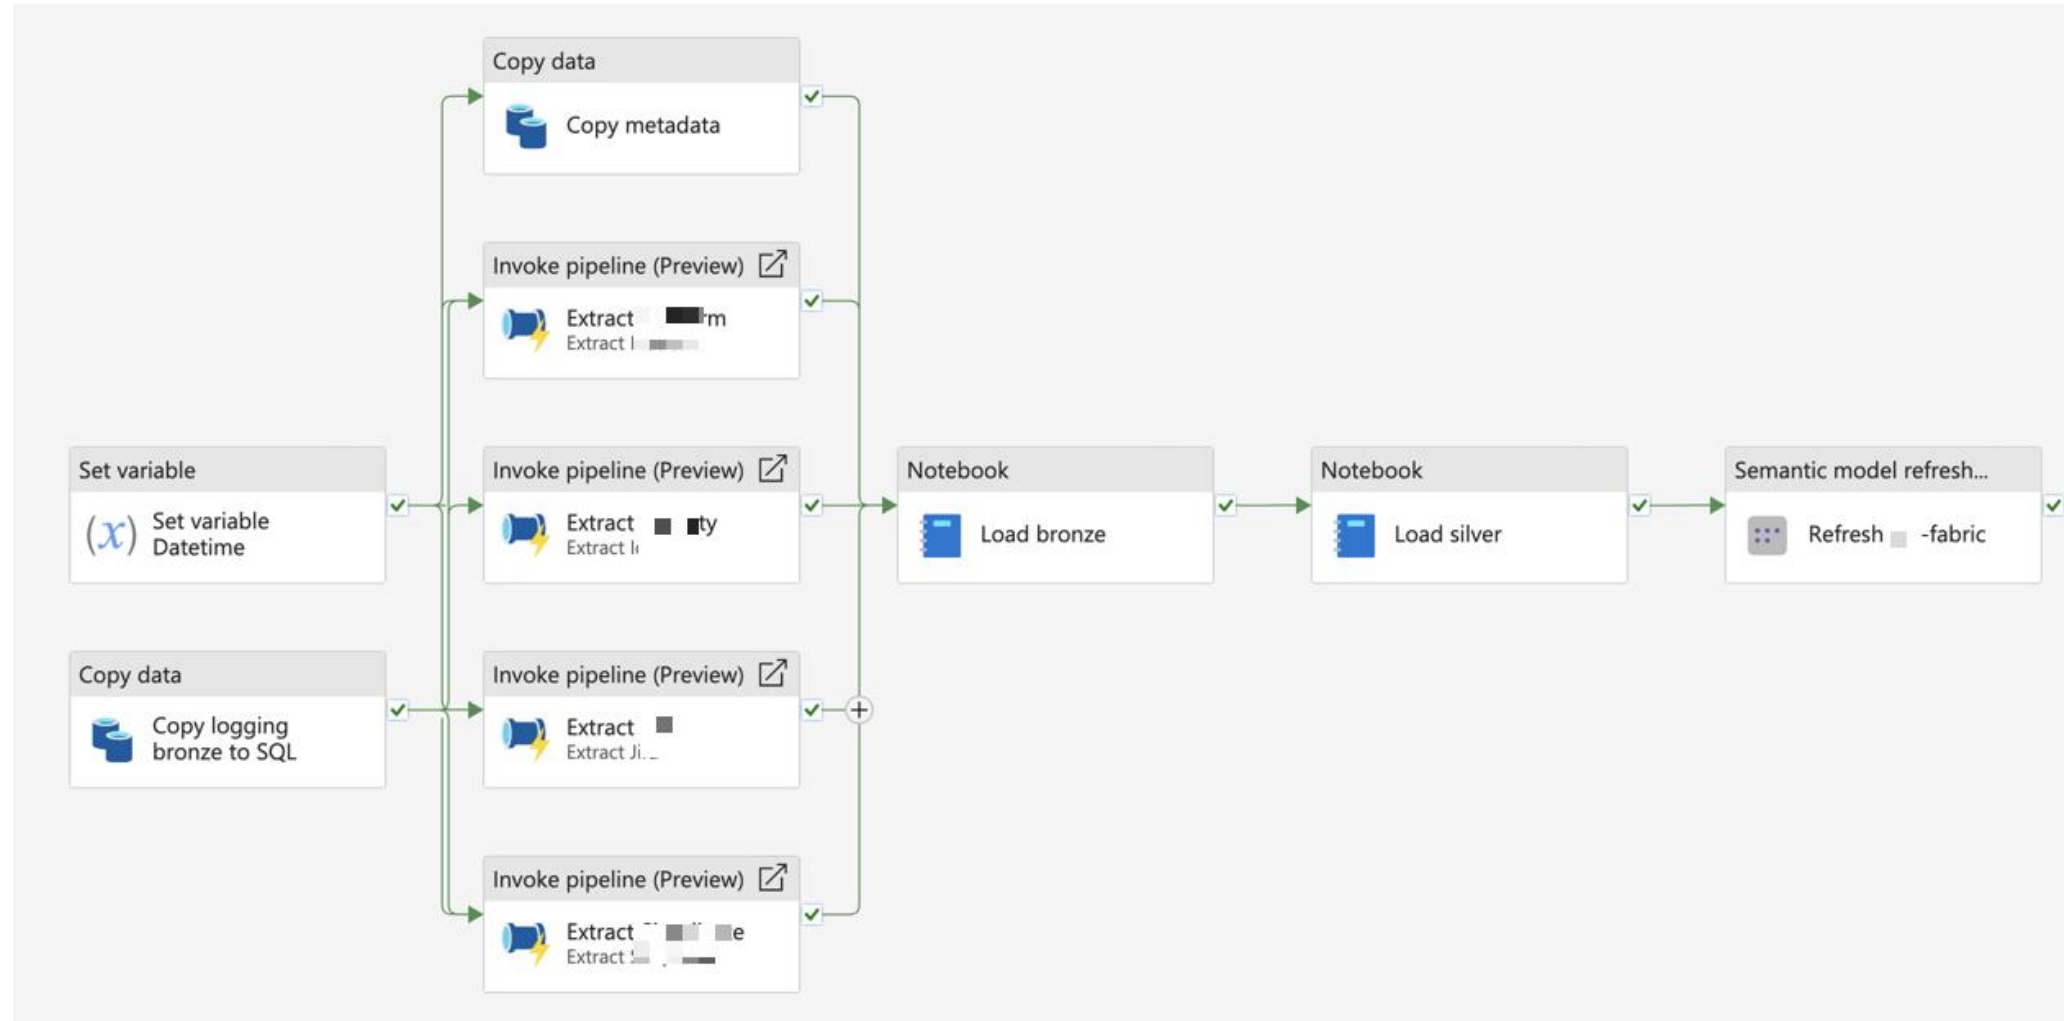 Copy data
Copy metadata
Invoke pipeline (Preview)
Extract
Extract
Set variable
Set variable
Datetime
Invoke pipeline (Preview)
Extract
Extract
Notebook
Load bronze
Notebook
Load silver
Semantic model refresh...
Refresh -fabric
Copy data
Copy logging
bronze to SQL
Invoke pipeline (Preview)
Extract
Extract
Invoke pipeline (Preview)
Extract
Extract